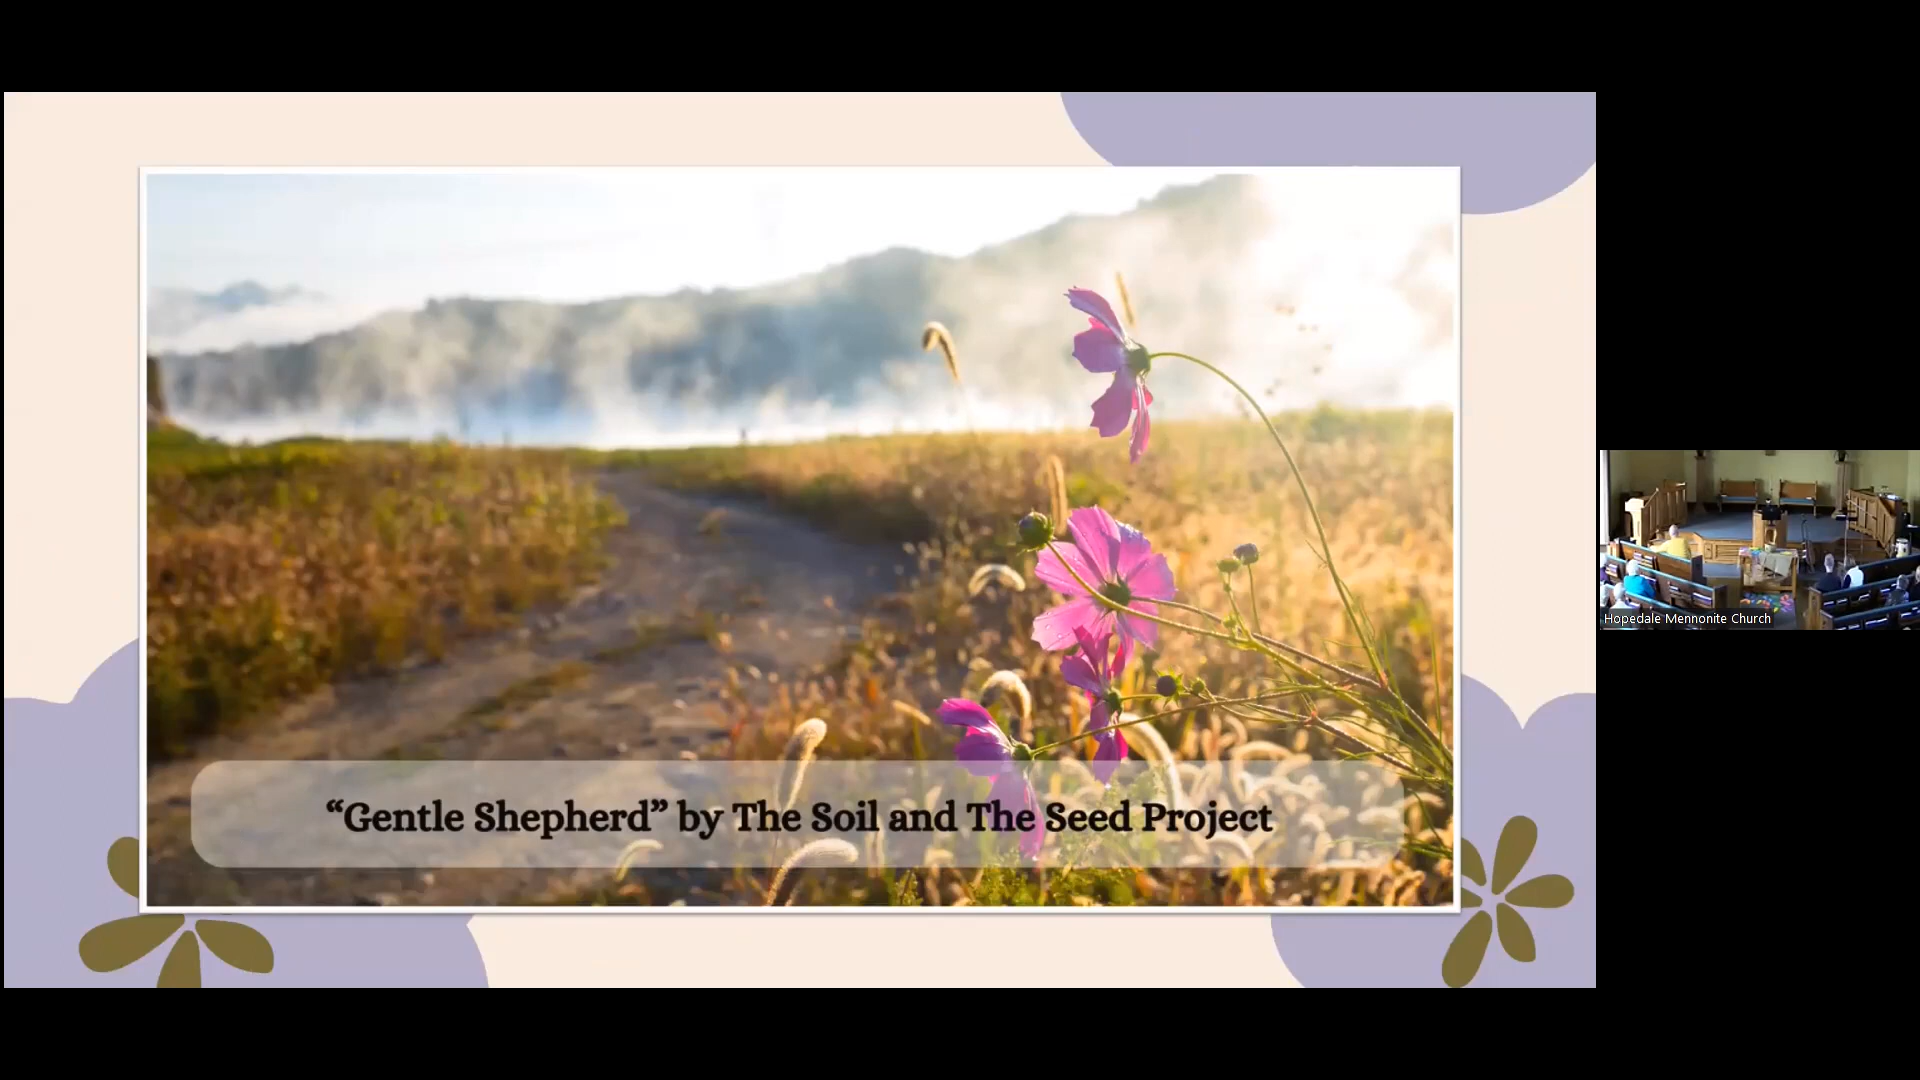 “Gentle Shepherd” by The Soil and The Seed Project
Hopedale Mennonite Church